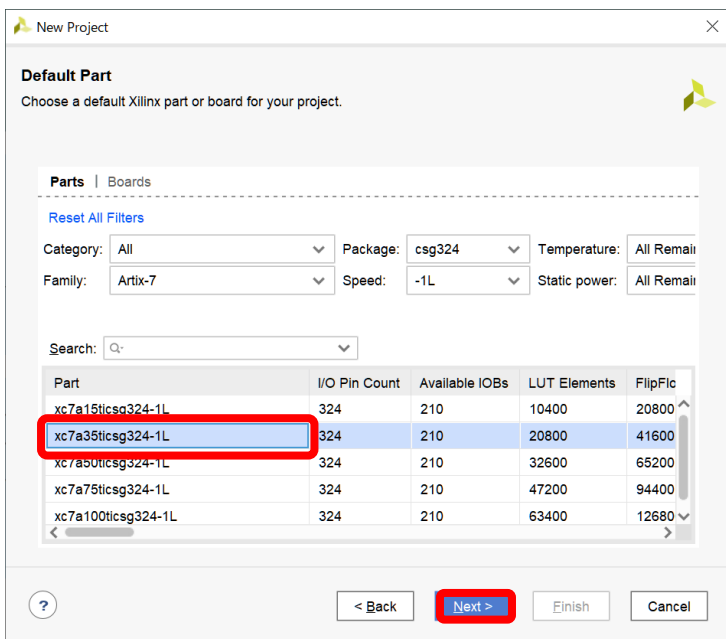 New Project
Default Part
Choose a default Xilinx part or board for your project.
Parts | Boards
Reset All Filters
Category: All Package: csg324 Temperature: All Remain
Family: Artix-7 Speed: -1L Static power: All Remain
Search:
Part I/O Pin Count Available IOBs LUT Elements FlipFlo
xc7a15ticsg324-1L 324 210 10400 20800
xc7a35ticsg324-1L 324 210 20800 41600
xc7a50ticsg324-1L 324 210 32600 65200
xc7a75ticsg324-1L 324 210 47200 94400
xc7a100ticsg324-1L 324 210 63400 12680
? < Back Next > Finish Cancel